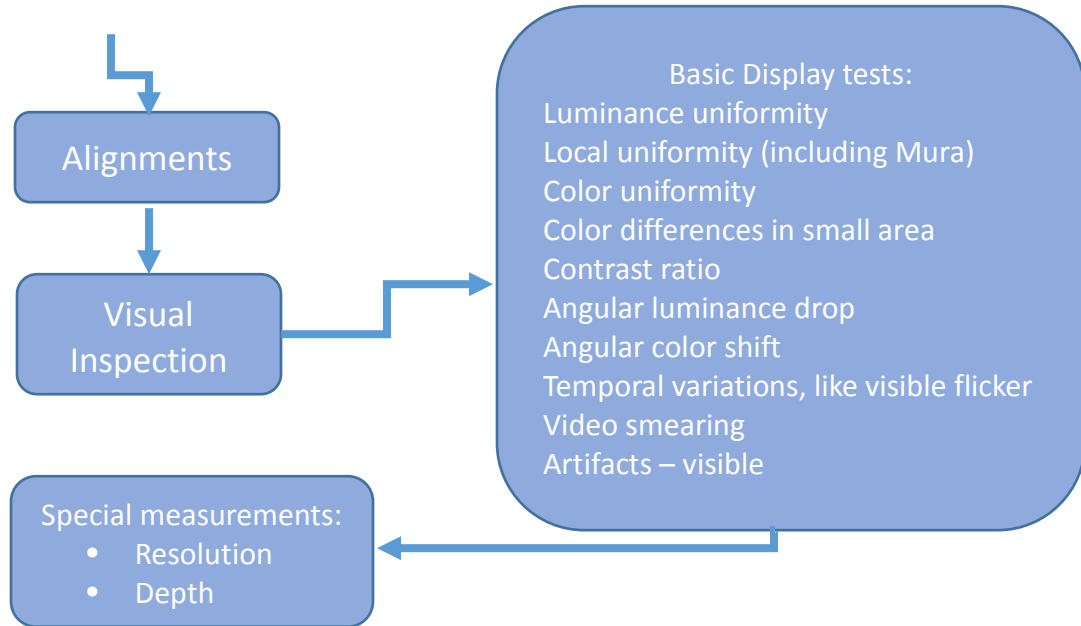 Alignments
Visual
Inspection
Basic Display tests:
Luminance uniformity
Local uniformity (including Mura)
Color uniformity
Color differences in small area
Contrast ratio
Angular luminance drop
Angular color shift
Temporal variations, like visible flicker
Video smearing
Artifacts – visible
Special measurements:
• Resolution
• Depth